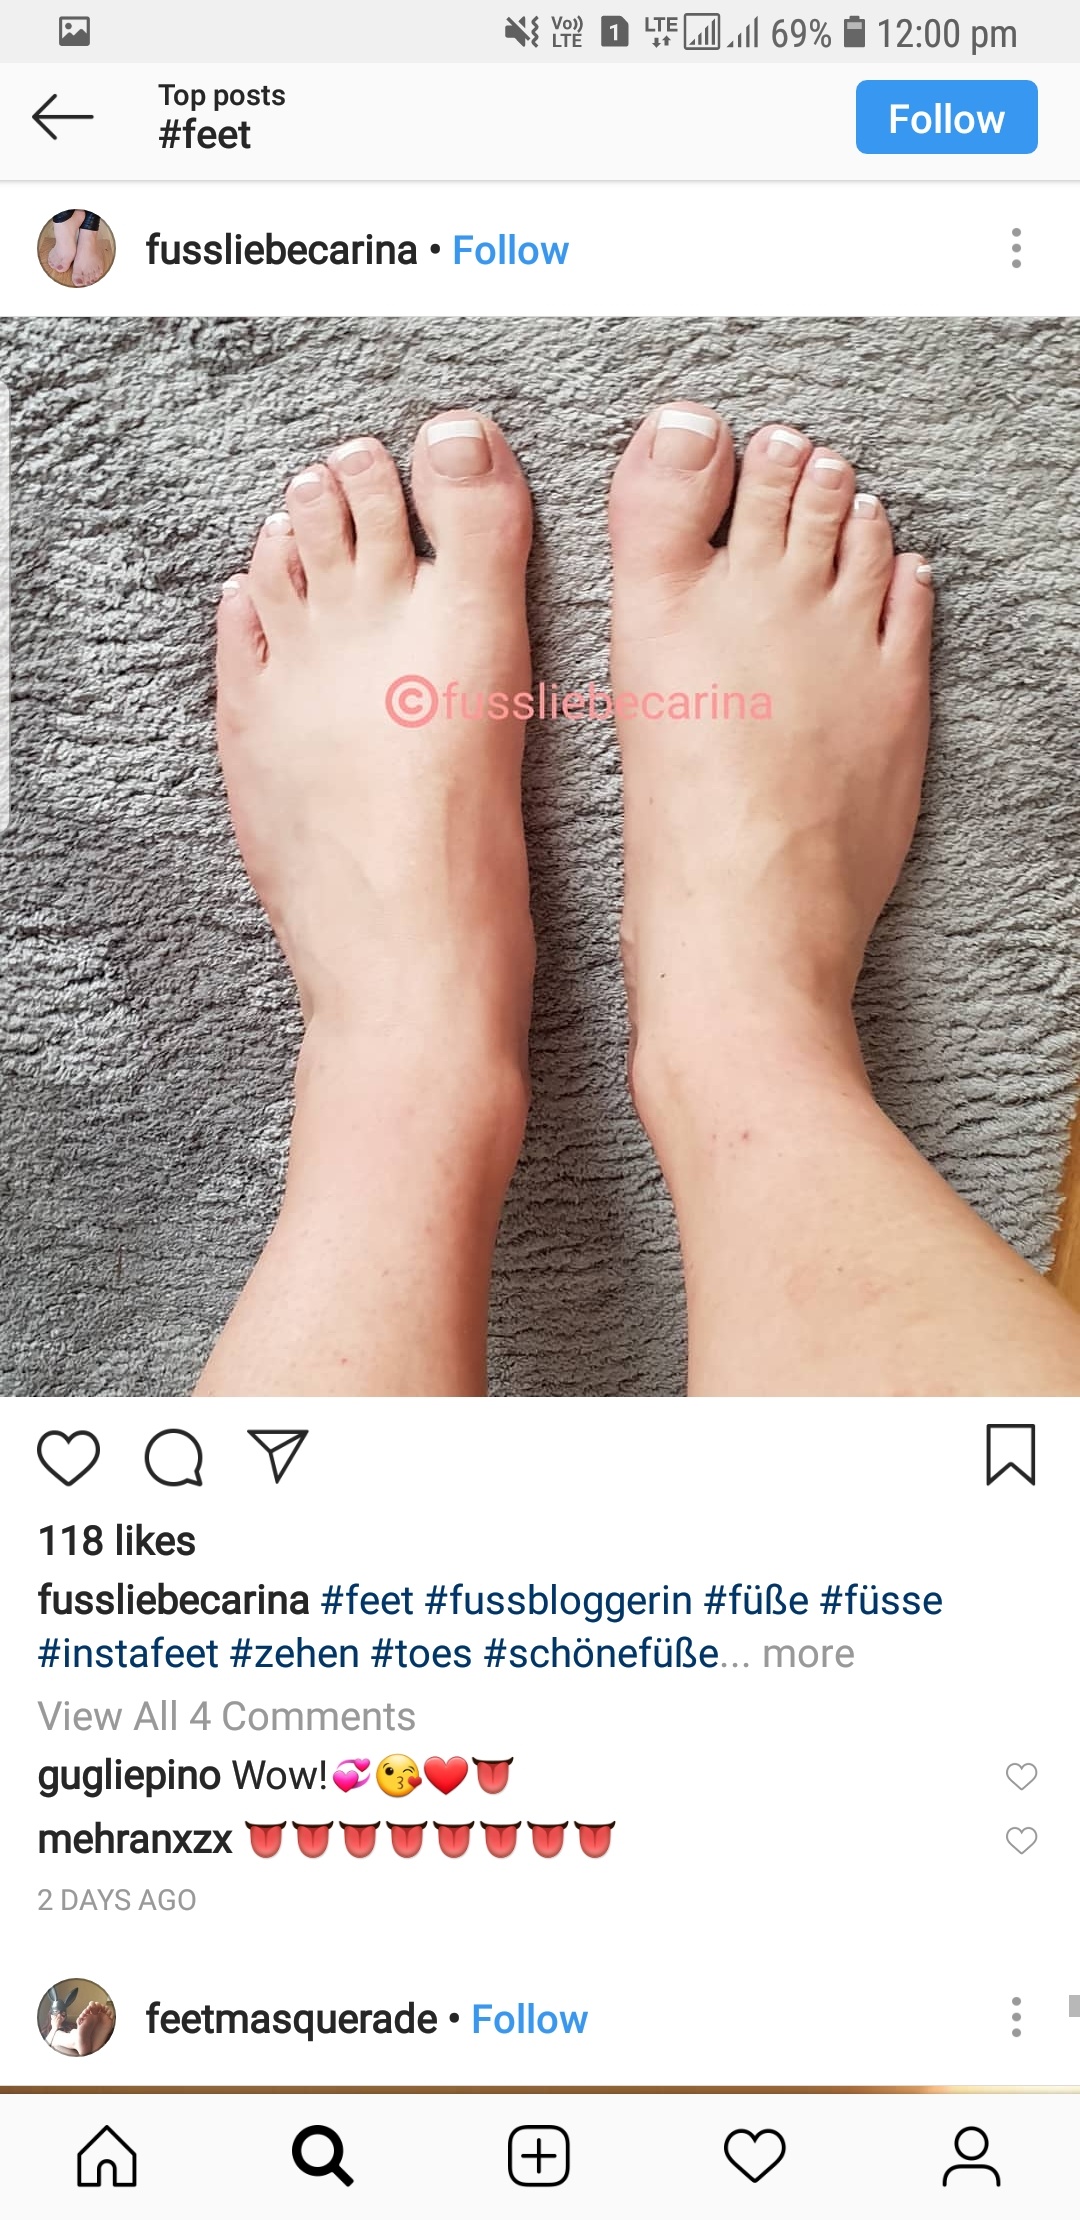 Vo))
LTE
1
LTE
69%
12:00 pm
Top posts
#feet
Follow
fussliebecarina • Follow
©fussliebecarina
118 likes
fussliebecarina #feet #fussbloggerin #füße #füsse
#instafeet #zehen #toes #schönefüße... more
View All 4 Comments
gugliepino Wow!💞😘❤️👅
mehranxzx 👅👅👅👅👅👅👅👅
2 DAYS AGO
feetmasquerade • Follow